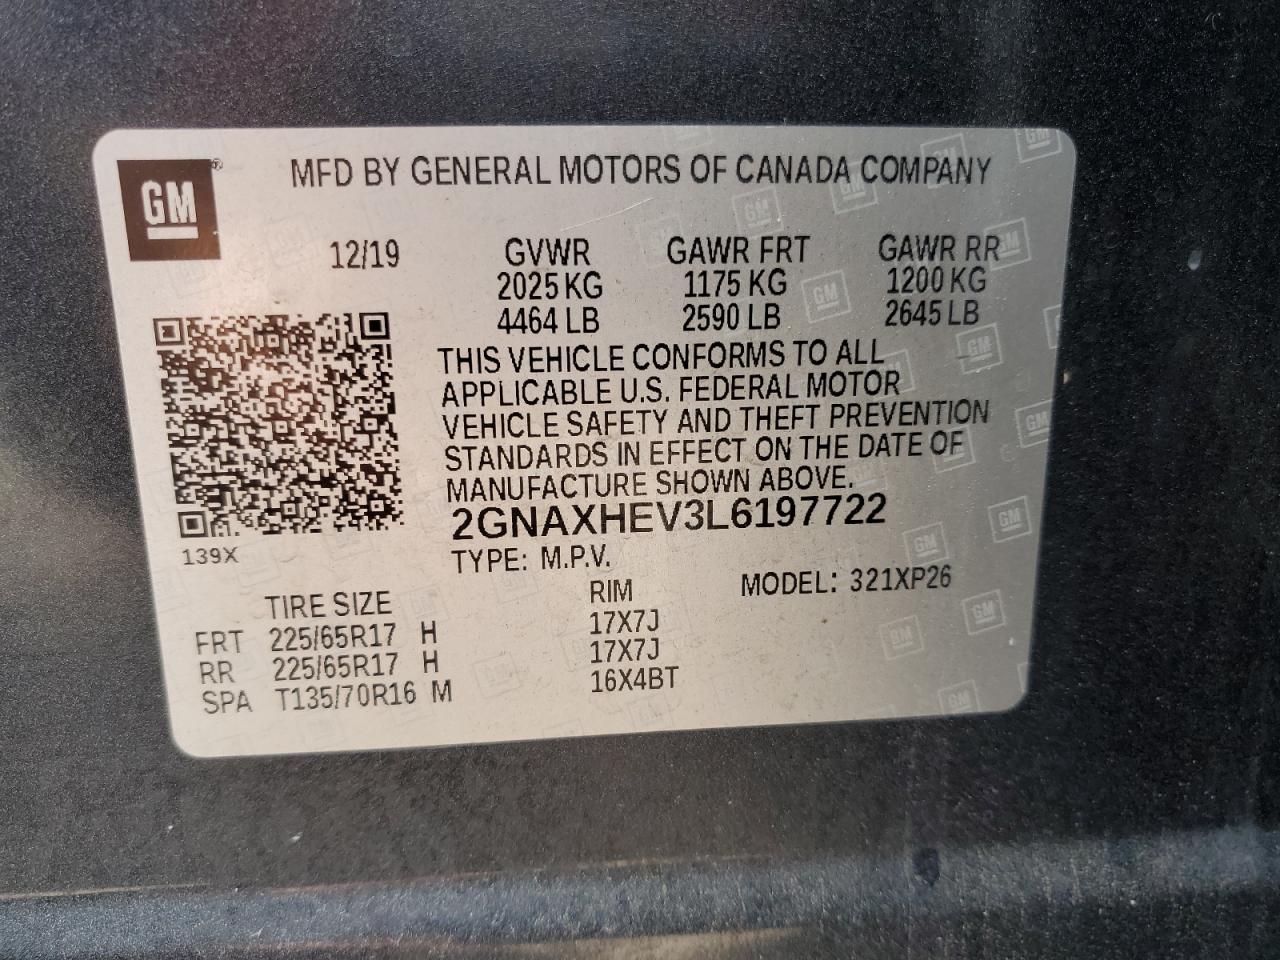 GM ®
MFD BY GENERAL MOTORS OF CANADA COMPANY
12/19 GVWR GAWR FRT GAWR RR
2025 KG 1175 KG 1200 KG
4464 LB 2590 LB 2645 LB
THIS VEHICLE CONFORMS TO ALL
APPLICABLE U.S. FEDERAL MOTOR
VEHICLE SAFETY AND THEFT PREVENTION
STANDARDS IN EFFECT ON THE DATE OF
MANUFACTURE SHOWN ABOVE.
2GNAXHEV3L6197722
139X
TYPE: M.P.V.
MODEL: 321XP26
TIRE SIZE RIM
FRT 225/65R17 H 17X7J
RR 225/65R17 H 17X7J
SPA T135/70R16 M 16X4BT